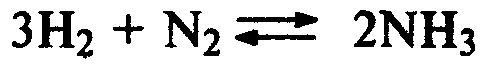 3H₂ + N₂ ⇌ 2NH₃